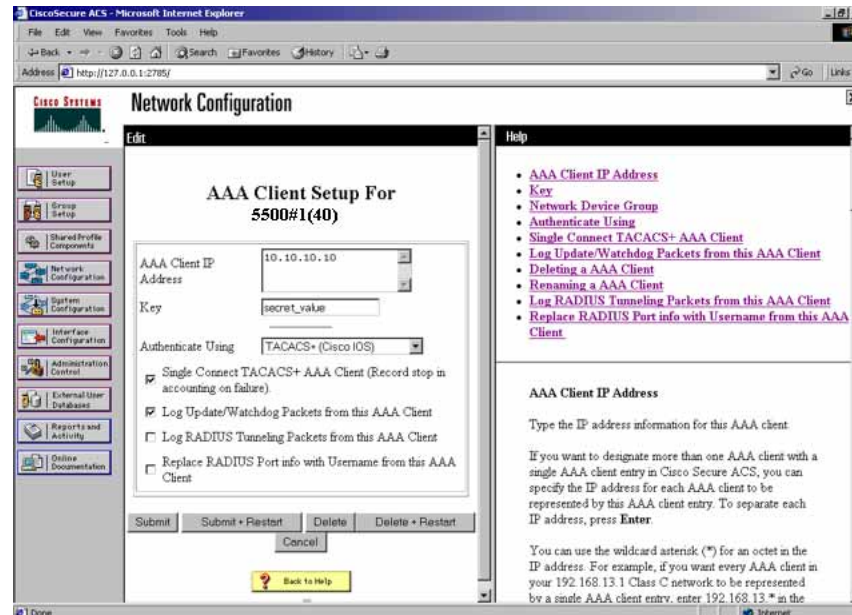 CiscoSecure ACS - Microsoft Internet Explorer
File Edit View Favorites Tools Help
Back Search Favorites History
Address http://127.0.0.1:2785/ Go Links
CISCO SYSTEMS
Network Configuration
User Setup
Group Setup
Shared Profile Components
Network Configuration
System Configuration
Interface Configuration
Administration Control
External User Databases
Reports and Activity
Online Documentation
Edit
AAA Client Setup For
5500#1(40)
AAA Client IP
Address
10.10.10.10
Key
secret_value
Authenticate Using
TACACS+ (Cisco IOS)
Single Connect TACACS+ AAA Client (Record stop in
accounting on failure).
Log Update/Watchdog Packets from this AAA Client
Log RADIUS Tunneling Packets from this AAA Client
Replace RADIUS Port info with Username from this AAA
Client
Submit Submit + Restart Delete Delete + Restart
Cancel
? Back to Help
Help
AAA Client IP Address
Key
Network Device Group
Authenticate Using
Single Connect TACACS+ AAA Client
Log Update/Watchdog Packets from this AAA Client
Deleting a AAA Client
Renaming a AAA Client
Log RADIUS Tunneling Packets from this AAA Client
Replace RADIUS Port info with Username from this AAA
Client
AAA Client IP Address
Type the IP address information for this AAA client.
If you want to designate more than one AAA client with a
single AAA client entry in Cisco Secure ACS, you can
specify the IP address for each AAA client to be
represented by this AAA client entry. To separate each
IP address, press Enter.
You can use the wildcard asterisk (*) for an octet in the
IP address. For example, if you want every AAA client in
your 192.168.13.1 Class C network to be represented
by a single AAA client entry, enter 192.168.13.* in the
Done
Internet